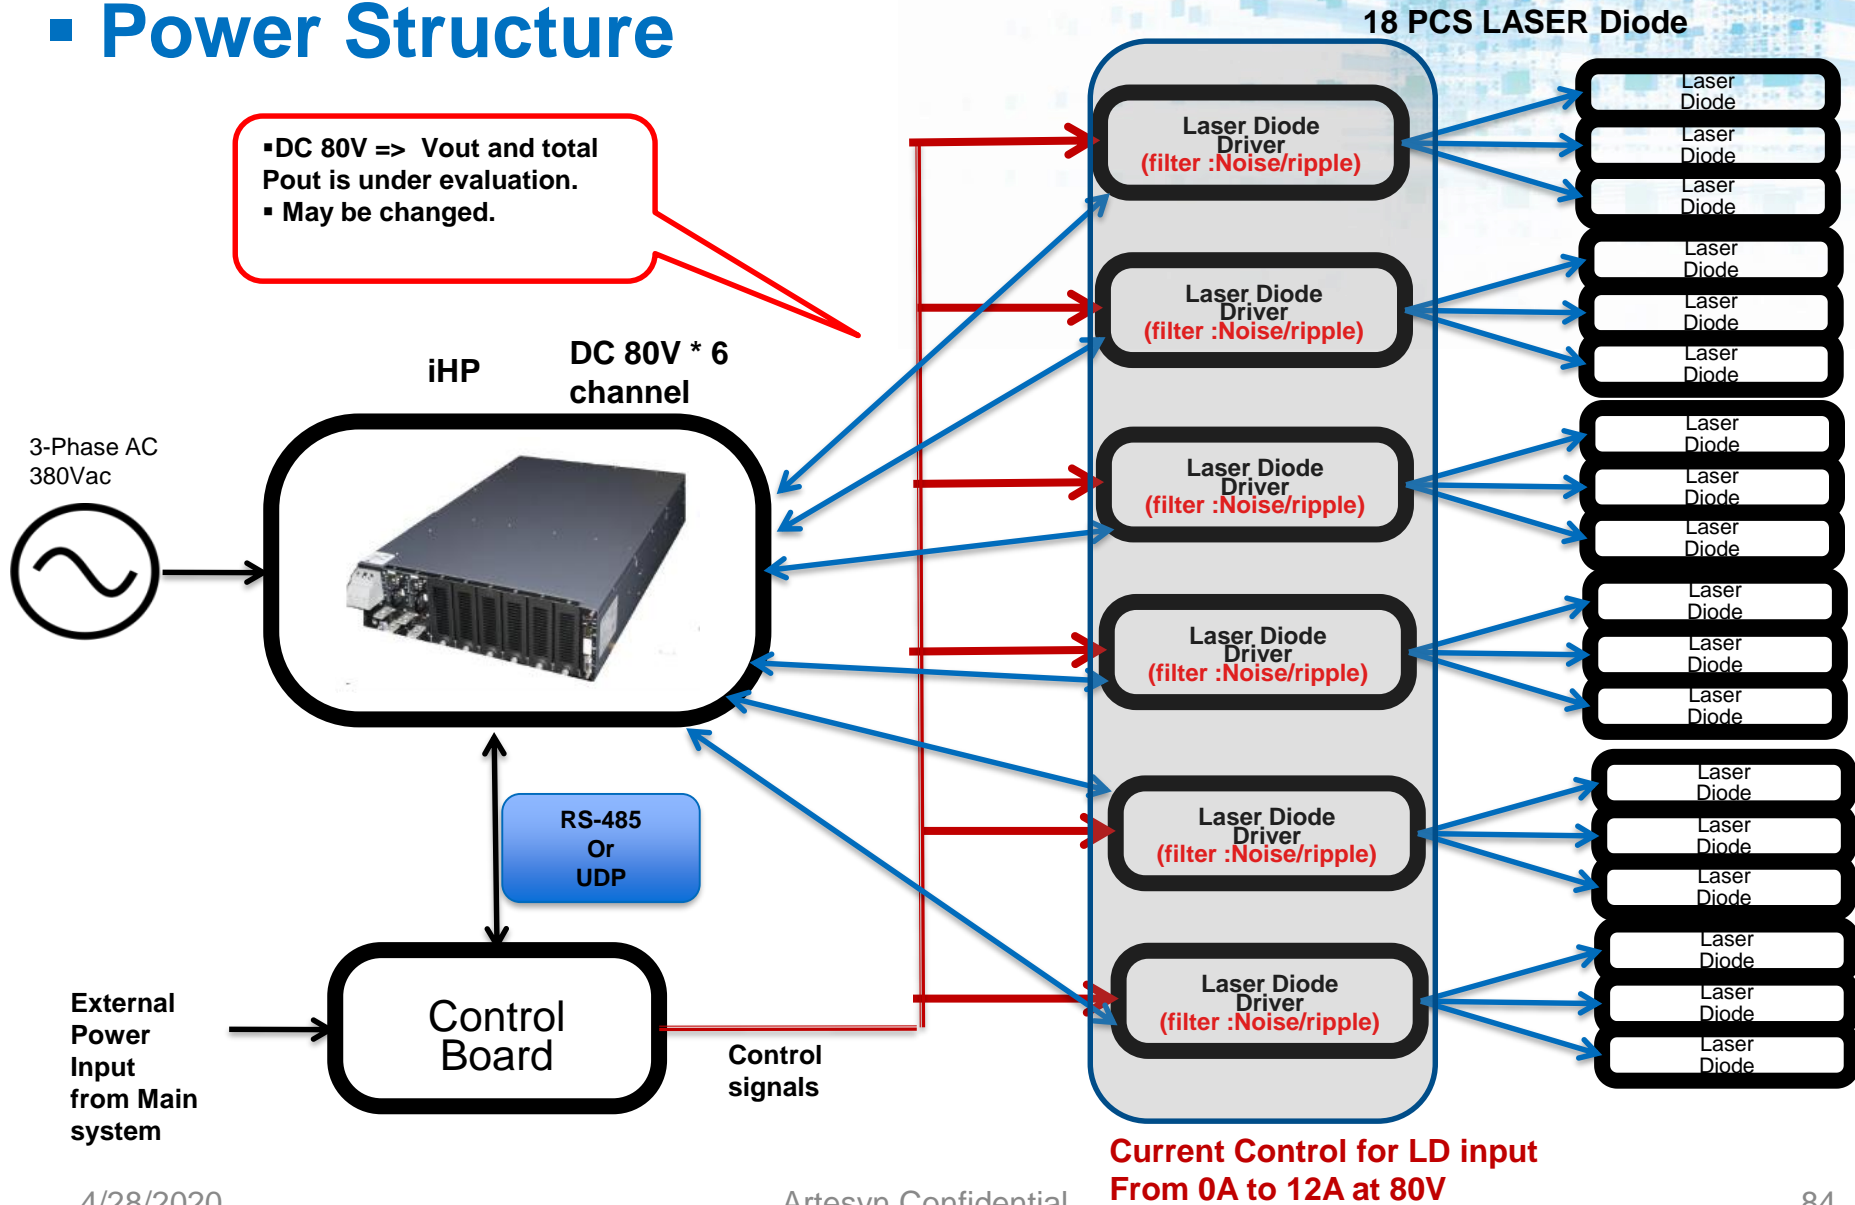 ▪ Power Structure
18 PCS LASER Diode
▪DC 80V => Vout and total
Pout is under evaluation.
▪ May be changed.
iHP
DC 80V * 6
channel
3-Phase AC
380Vac
RS-485
Or
UDP
Control
Board
External
Power
Input
from Main
system
Control
signals
Laser Diode
Driver
(filter :Noise/ripple)
Laser Diode
Driver
(filter :Noise/ripple)
Laser Diode
Driver
(filter :Noise/ripple)
Laser Diode
Driver
(filter :Noise/ripple)
Laser Diode
Driver
(filter :Noise/ripple)
Laser Diode
Driver
(filter :Noise/ripple)
Laser
Diode
Laser
Diode
Laser
Diode
Laser
Diode
Laser
Diode
Laser
Diode
Laser
Diode
Laser
Diode
Laser
Diode
Laser
Diode
Laser
Diode
Laser
Diode
Laser
Diode
Laser
Diode
Laser
Diode
Laser
Diode
Laser
Diode
Laser
Diode
Current Control for LD input
From 0A to 12A at 80V
4/28/2020
Artesyn Confidential
84